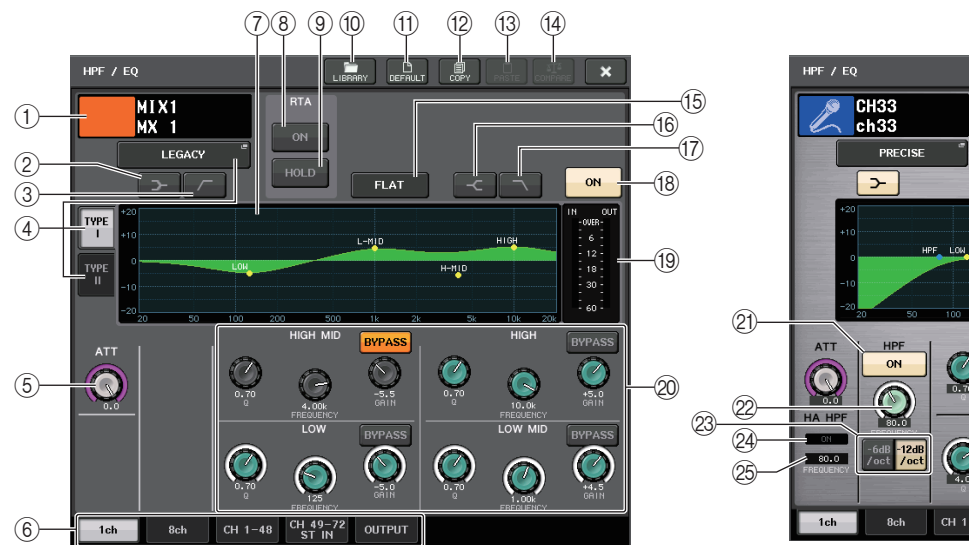 ⑦ ⑧ ⑨ ⑩ ⑪ ⑫ ⑬ ⑭
HPF / EQ
LIBRARY DEFAULT COPY PASTE COMPARE
①
MIX1
MX 1
RTA
ON
HOLD
⑮
⑯
⑰
LEGACY
②
③
FLAT
ON
⑱
④
TYPE
I
TYPE
II
+20
+10
0
-10
-20
20 50 100 200 500 1k 2k 5k 10k 20k
LOW
L-MID
H-MID
HIGH
IN OUT
-OVER-
6
12
18
30
60
⑲
ATT
⑤
0.0
HIGH MID
BYPASS
0.70
Q
4.00k
FREQUENCY
-5.5
GAIN
HIGH
BYPASS
0.70
Q
10.0k
FREQUENCY
+5.0
GAIN
⑳
LOW
BYPASS
0.70
Q
125
FREQUENCY
-5.0
GAIN
LOW MID
BYPASS
0.70
Q
1.00k
FREQUENCY
+4.5
GAIN
⑥
1ch
8ch
CH 1-48
CH 49-72
ST IN
OUTPUT
HPF / EQ
CH33
ch33
PRECISE
+20
+10
0
-10
-20
20 50 100
HPF LOW
㉑
ATT
0.0
HPF
ON
㉒
80.0
FREQUENCY
㉓
-6dB
/oct
-12dB
/oct
HA HPF
㉔
ON
㉕
80.0
FREQUENCY
0.70
4.0
1ch
8ch
CH 1